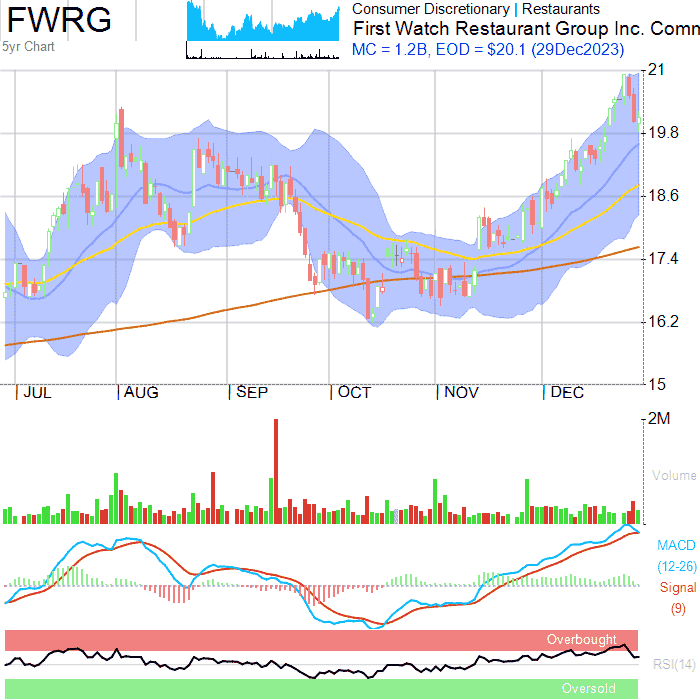 FWRG
5yr Chart
Consumer Discretionary | Restaurants
First Watch Restaurant Group Inc. Comn
MC = 1.2B, EOD = $20.1 (29Dec2023)
21
19.8
18.6
17.4
16.2
15
JUL
AUG
SEP
OCT
NOV
DEC
2M
Volume
MACD
(12-26)
Signal
(9)
Overbought
RSI(14)
Oversold